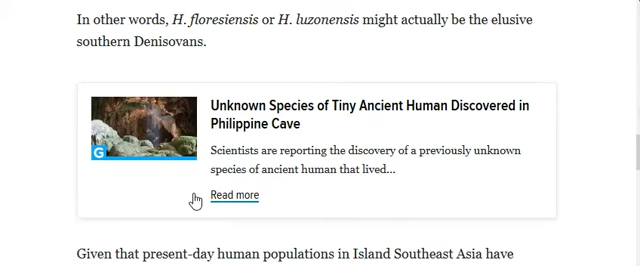 In other words, H. floresiensis or H. luzonensis might actually be the elusive
southern Denisovans.
Unknown Species of Tiny Ancient Human Discovered in
Philippine Cave
G
Scientists are reporting the discovery of a previously unknown
species of ancient human that lived...
Read more
Given that present-day human populations in Island Southeast Asia have